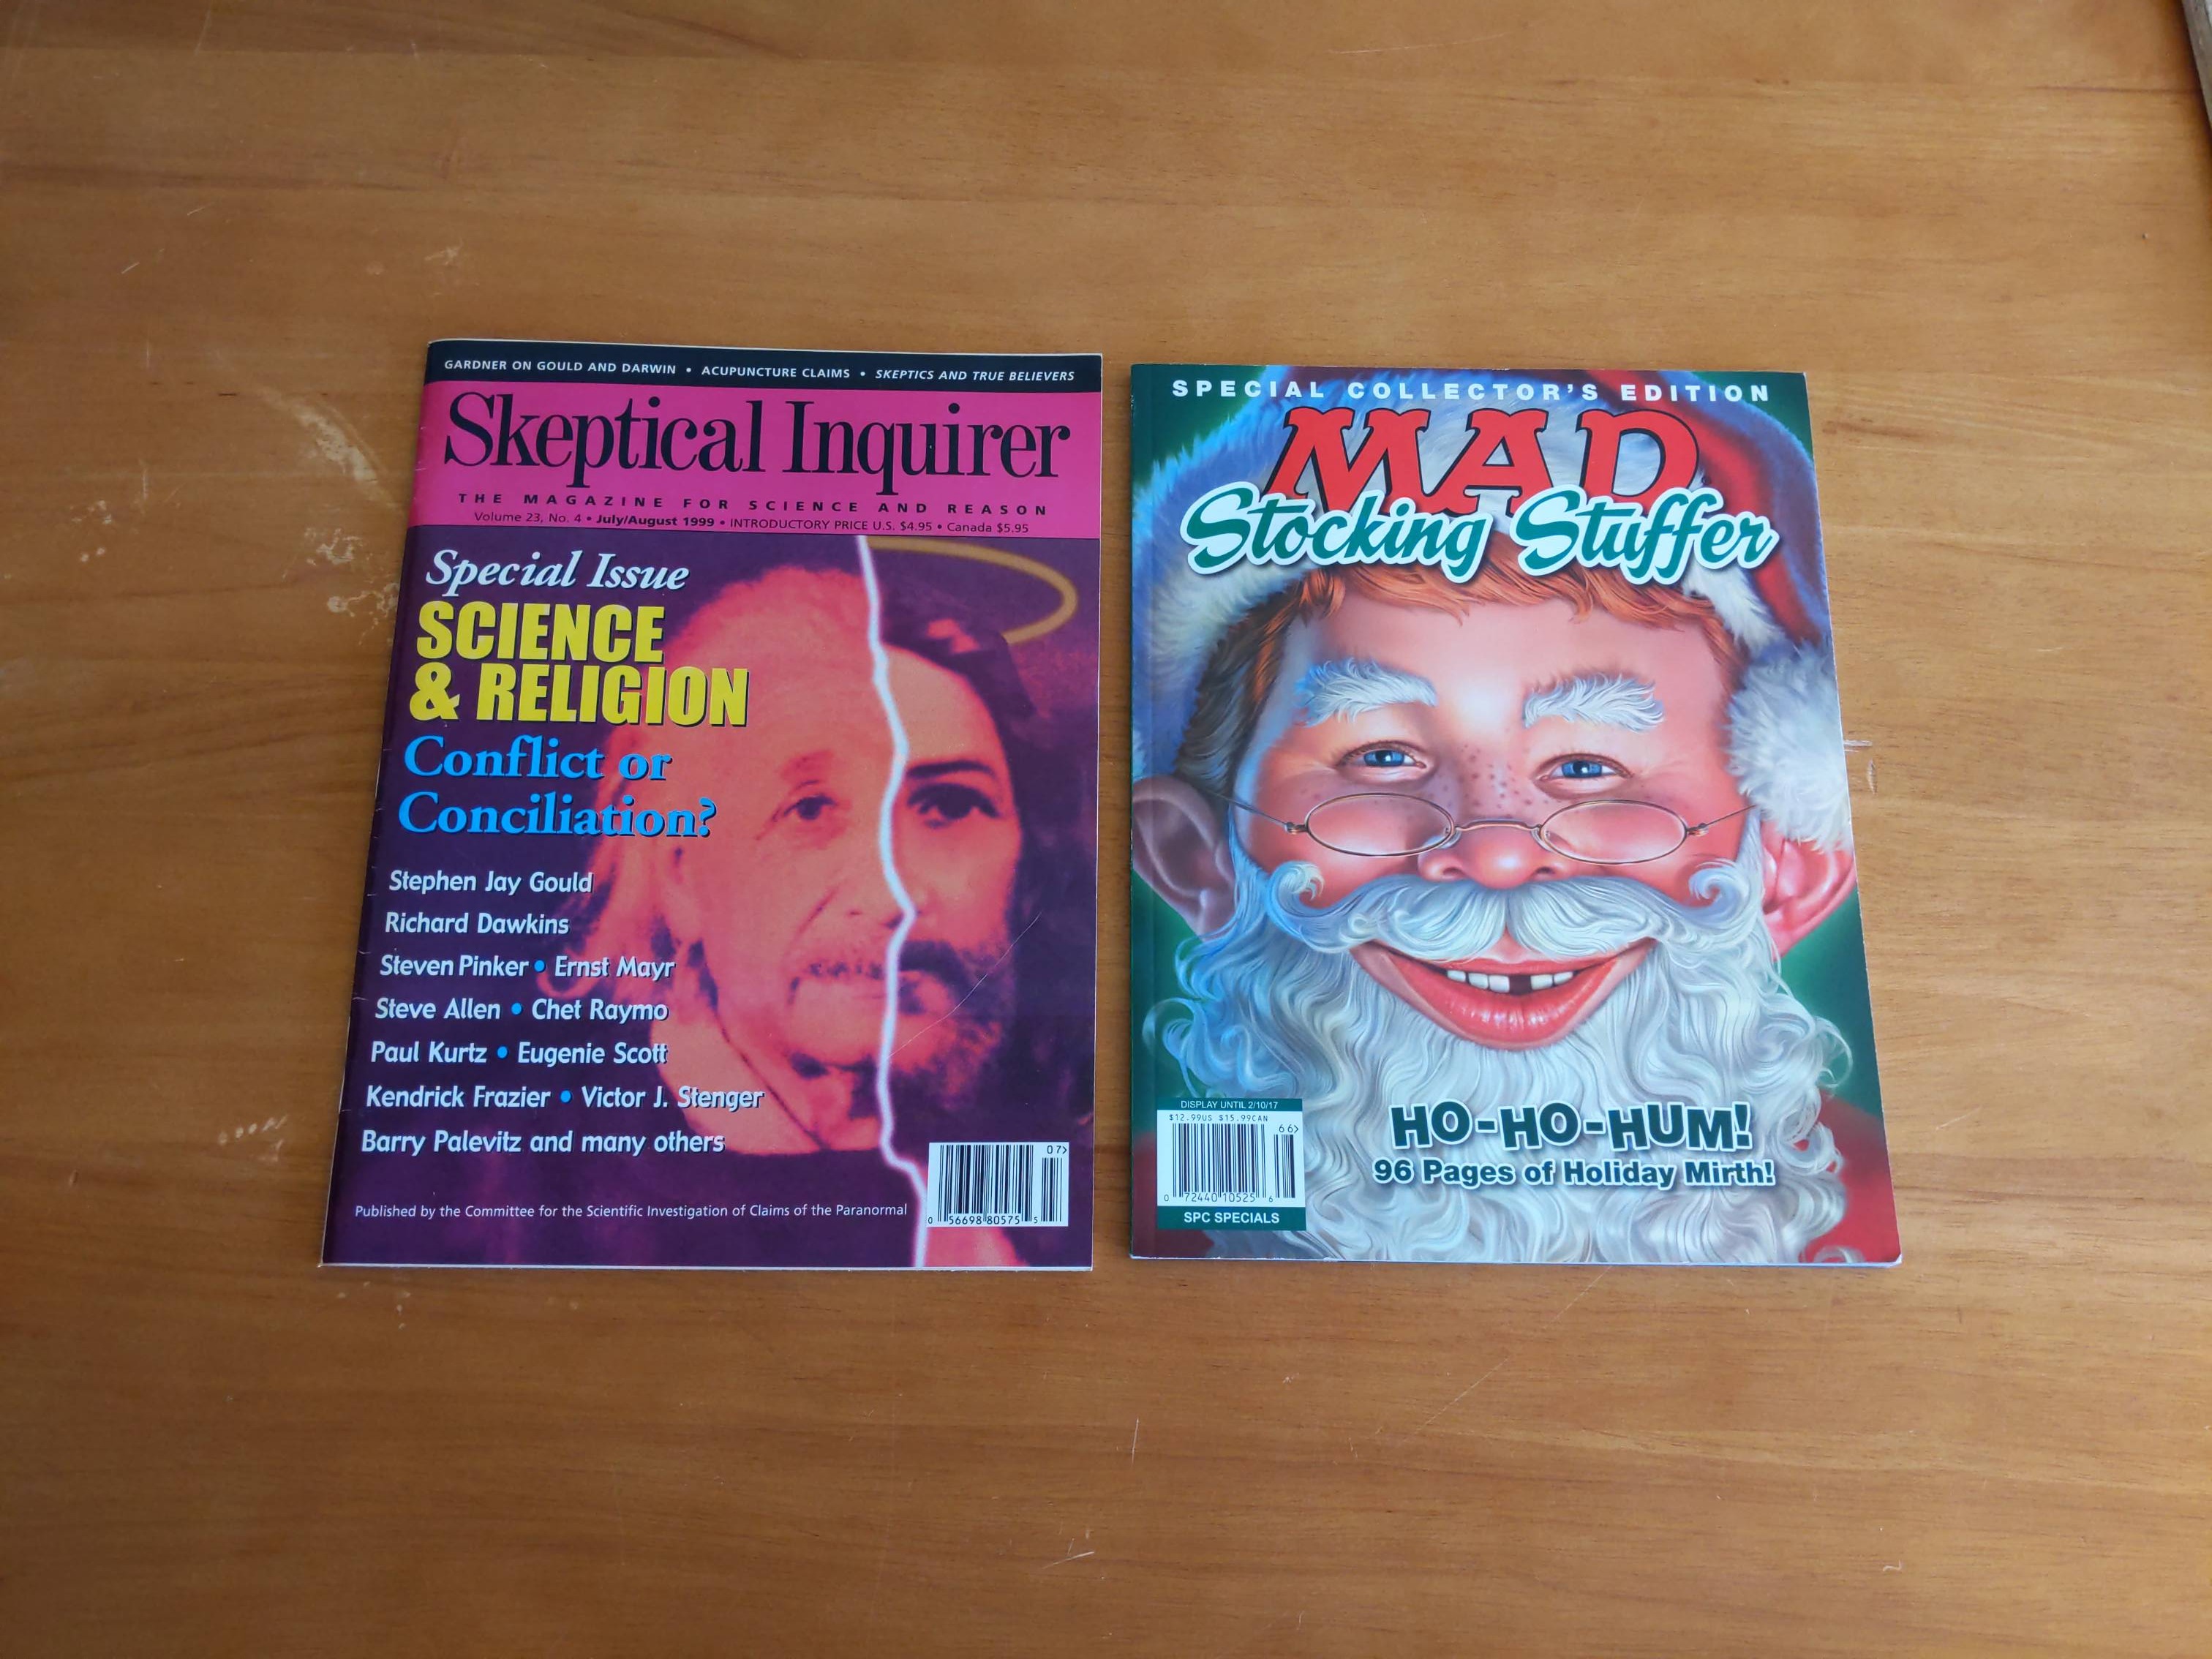 GARDNER ON GOULD AND DARWIN • ACUPUNCTURE CLAIMS • SKEPTICS AND TRUE BELIEVERS
Skeptical Inquirer
THE MAGAZINE FOR SCIENCE AND REASON
Volume 23, No. 4 • July/August 1999 • INTRODUCTORY PRICE U.S. $4.95 • Canada $5.95
Special Issue
SCIENCE
& RELIGION
Conflict or
Conciliation?
Stephen Jay Gould
Richard Dawkins
Steven Pinker • Ernst Mayr
Steve Allen • Chet Raymo
Paul Kurtz • Eugenie Scott
Kendrick Frazier • Victor J. Stenger
Barry Palevitz and many others
Published by the Committee for the Scientific Investigation of Claims of the Paranormal
07>
0 56698 80575 5
SPECIAL COLLECTOR'S EDITION
MAD
Stocking Stuffer
HO-HO-HUM!
96 Pages of Holiday Mirth!
DISPLAY UNTIL 2/10/17
$12.99US $15.99CAN
66>
0 72440 10525 6
SPC SPECIALS